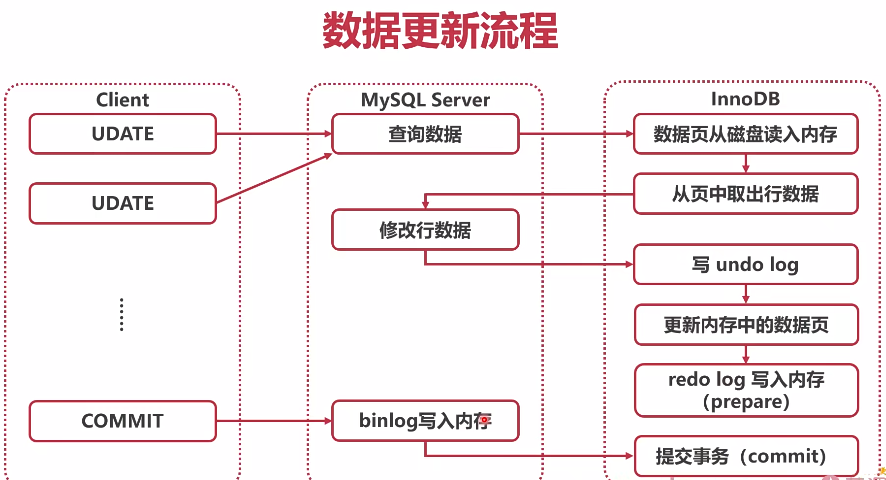 数据更新流程
Client
MySQL Server
InnoDB
UDATE
查询数据
数据页从磁盘读入内存
UDATE
从页中取出行数据
修改行数据
写 undo log
更新内存中的数据页
redo log 写入内存
（prepare）
COMMIT
binlog写入内存
提交事务（commit）